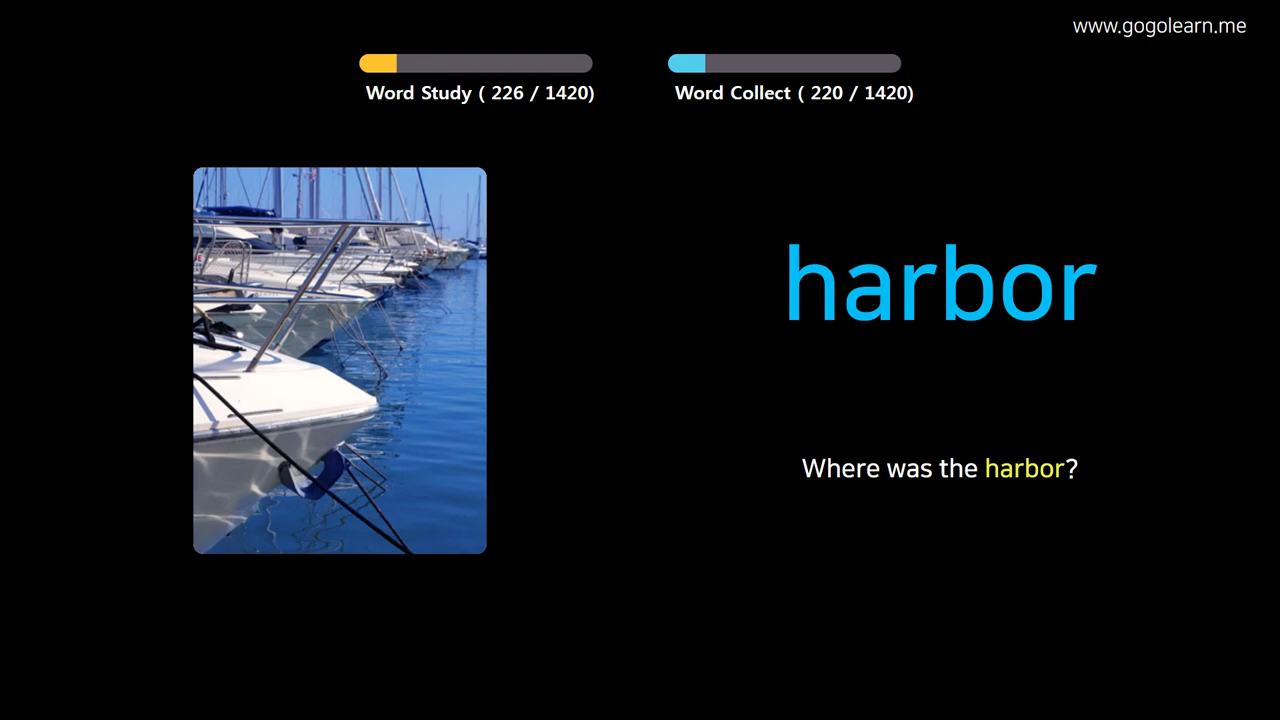 www.gogolearn.me
Word Study ( 226 / 1420)
Word Collect ( 220 / 1420)
harbor
Where was the harbor?